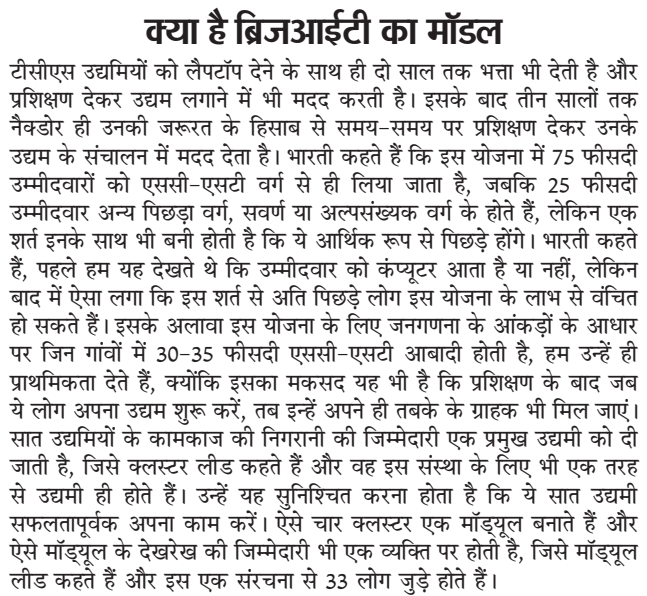 क्या है ब्रिजआईटी का मॉडल
टीसीएस उद्यमियों को लैपटॉप देने के साथ ही दो साल तक भत्ता भी देती है और
प्रशिक्षण देकर उद्यम लगाने में भी मदद करती है। इसके बाद तीन सालों तक
नैक्डोर ही उनकी जरूरत के हिसाब से समय-समय पर प्रशिक्षण देकर उनके
उद्यम के संचालन में मदद देता है। भारती कहते हैं कि इस योजना में 75 फीसदी
उम्मीदवारों को एससी-एसटी वर्ग से ही लिया जाता है, जबकि 25 फीसदी
उम्मीदवार अन्य पिछड़ा वर्ग, सवर्ण या अल्पसंख्यक वर्ग के होते हैं, लेकिन एक
शर्त इनके साथ भी बनी होती है कि ये आर्थिक रूप से पिछड़े होंगे। भारती कहते
हैं, पहले हम यह देखते थे कि उम्मीदवार को कंप्यूटर आता है या नहीं, लेकिन
बाद में ऐसा लगा कि इस शर्त से अति पिछड़े लोग इस योजना के लाभ से वंचित
हो सकते हैं। इसके अलावा इस योजना के लिए जनगणना के आंकड़ों के आधार
पर जिन गांवों में 30-35 फीसदी एससी-एसटी आबादी होती है, हम उन्हें ही
प्राथमिकता देते हैं, क्योंकि इसका मकसद यह भी है कि प्रशिक्षण के बाद जब
ये लोग अपना उद्यम शुरू करें, तब इन्हें अपने ही तबके के ग्राहक भी मिल जाएं।
सात उद्यमियों के कामकाज की निगरानी की जिम्मेदारी एक प्रमुख उद्यमी को दी
जाती है, जिसे क्लस्टर लीड कहते हैं और वह इस संस्था के लिए भी एक तरह
से उद्यमी ही होते हैं। उन्हें यह सुनिश्चित करना होता है कि ये सात उद्यमी
सफलतापूर्वक अपना काम करें। ऐसे चार क्लस्टर एक मॉड्यूल बनाते हैं और
ऐसे मॉड्यूल के देखरेख की जिम्मेदारी भी एक व्यक्ति पर होती है, जिसे मॉड्यूल
लीड कहते हैं और इस एक संरचना से 33 लोग जुड़े होते हैं।